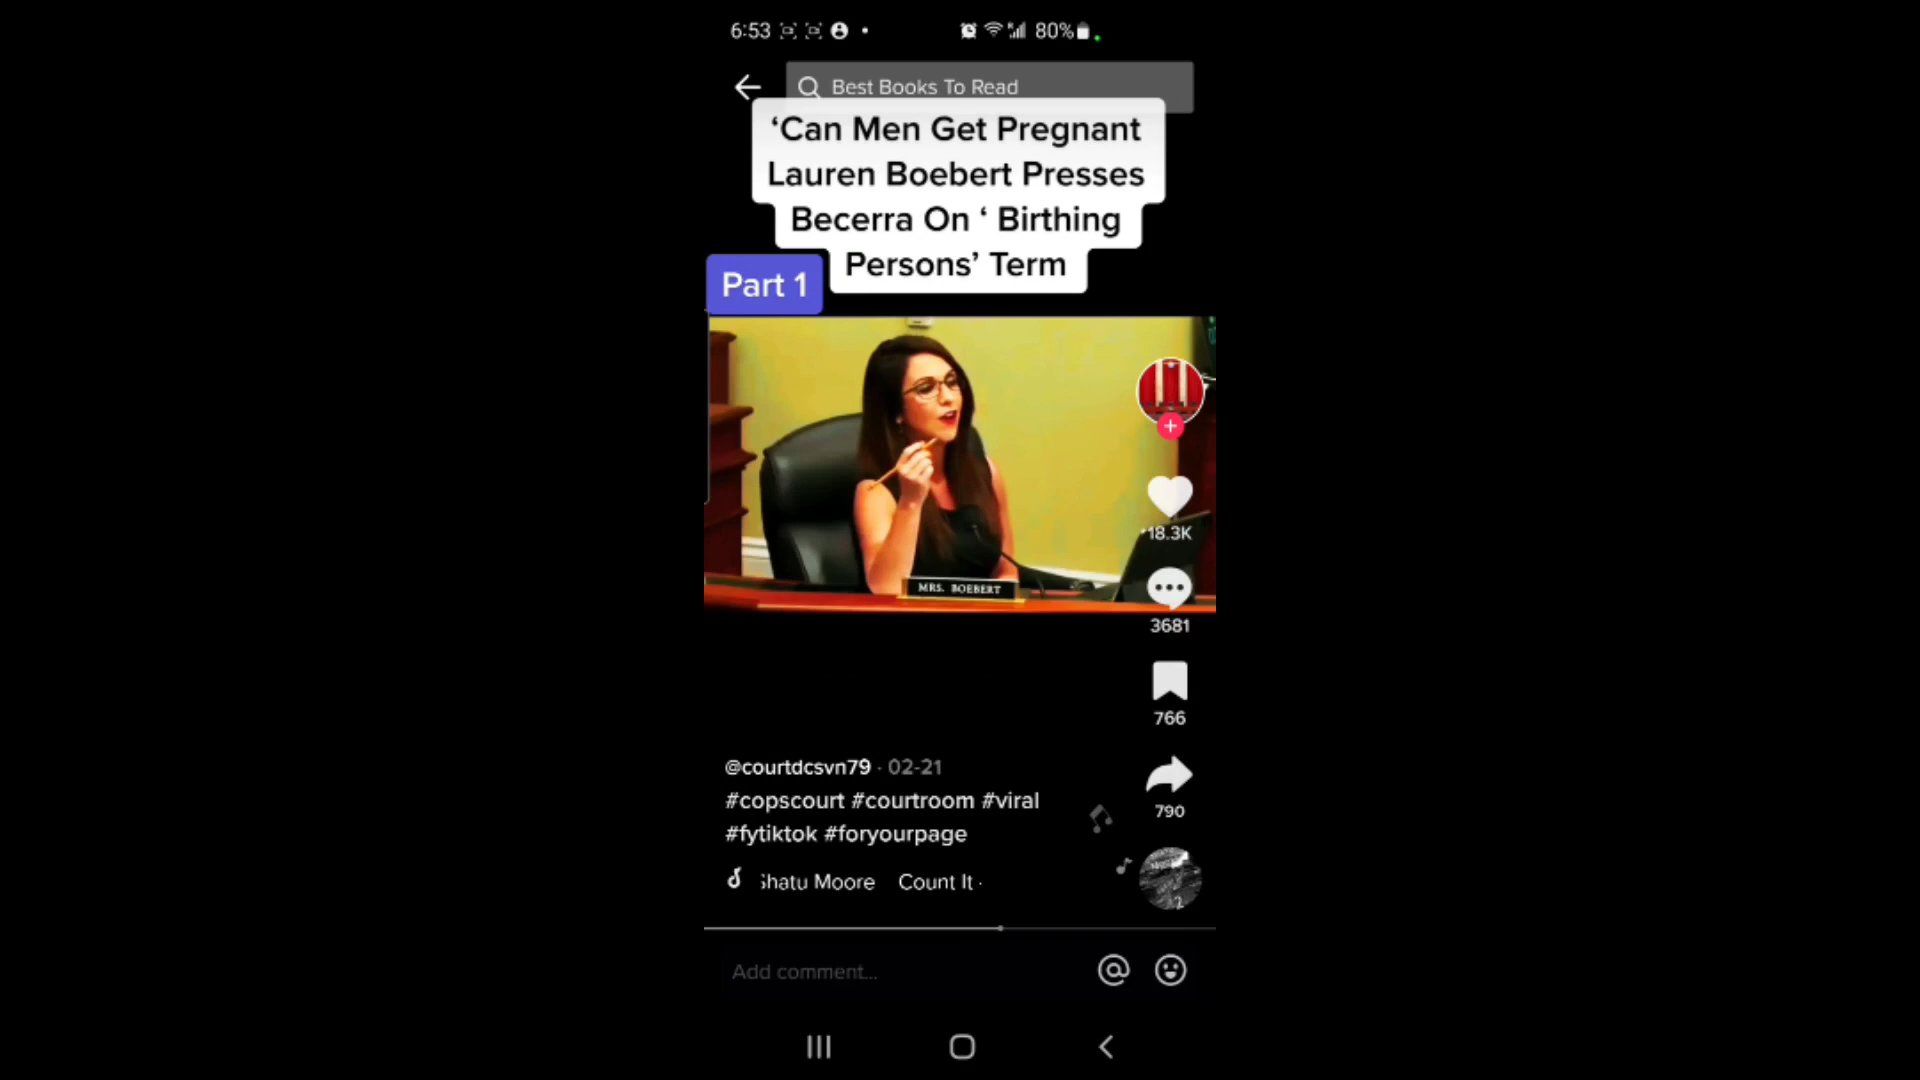 6:53
80%
Best Books To Read
‘Can Men Get Pregnant
Lauren Boebert Presses
Becerra On ‘ Birthing
Persons’ Term
Part 1
MRS. BOEBERT
18.3K
3681
766
790
@courtdcsvn79 · 02-21
#copscourt #courtroom #viral
#fytiktok #foryourpage
Moore Count It ·
Add comment...